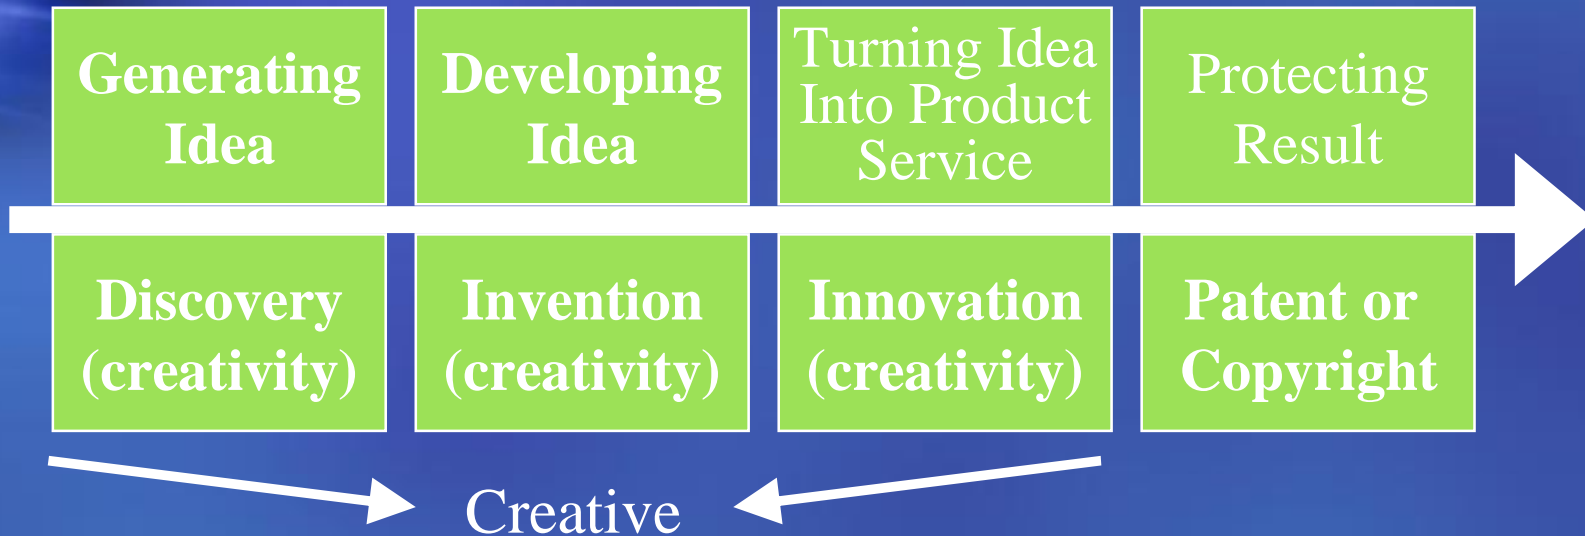 Generating
Idea
Developing
Idea
Turning Idea
Into Product
Service
Protecting
Result
Discovery
(creativity)
Invention
(creativity)
Innovation
(creativity)
Patent or
Copyright
Creative